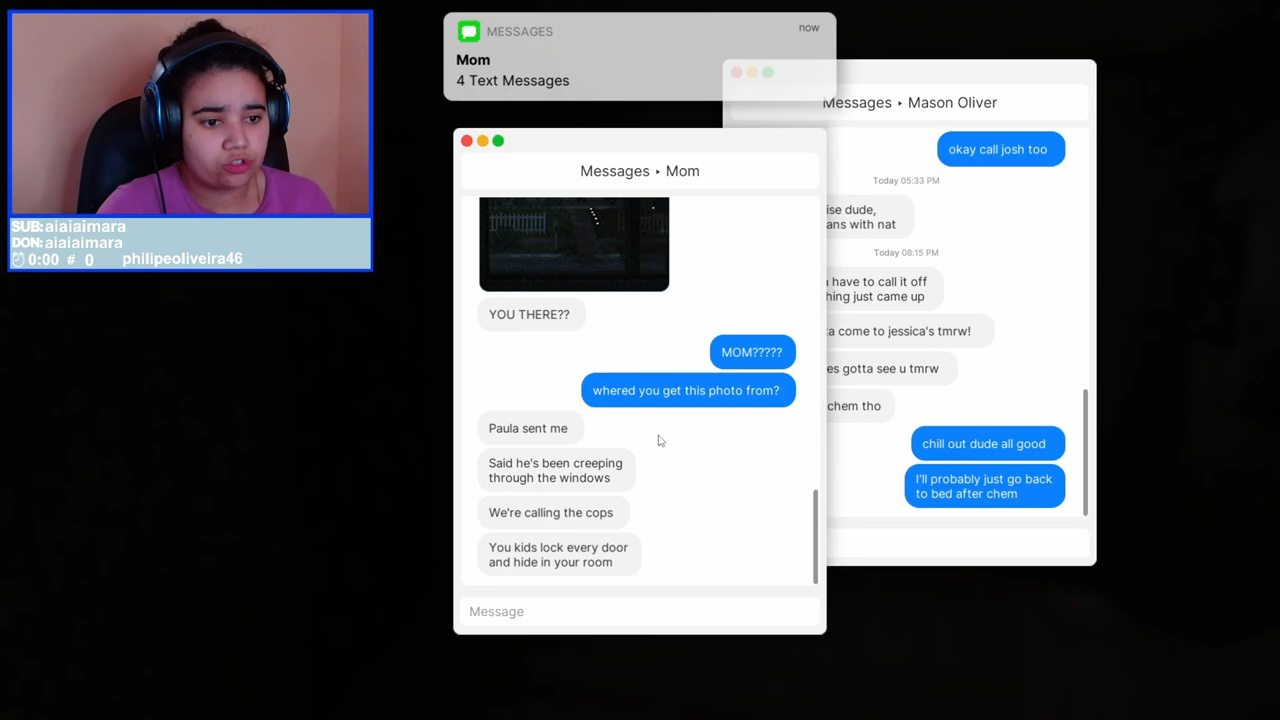 SUB: aiaiaimara
DON: aiaiaimara
0:00 # 0 philipeoliveira46
MESSAGES
now
Mom
4 Text Messages
Messages ▸ Mom
YOU THERE??
MOM?????
whered you get this photo from?
Paula sent me
Said he's been creeping
through the windows
We're calling the cops
You kids lock every door
and hide in your room
Message
Messages ▸ Mason Oliver
okay call josh too
Today 05:33 PM
ise dude,
ans with nat
Today 08:15 PM
have to call it off
hing just came up
a come to jessica's tmrw!
es gotta see u tmrw
chem tho
chill out dude all good
I'll probably just go back
to bed after chem